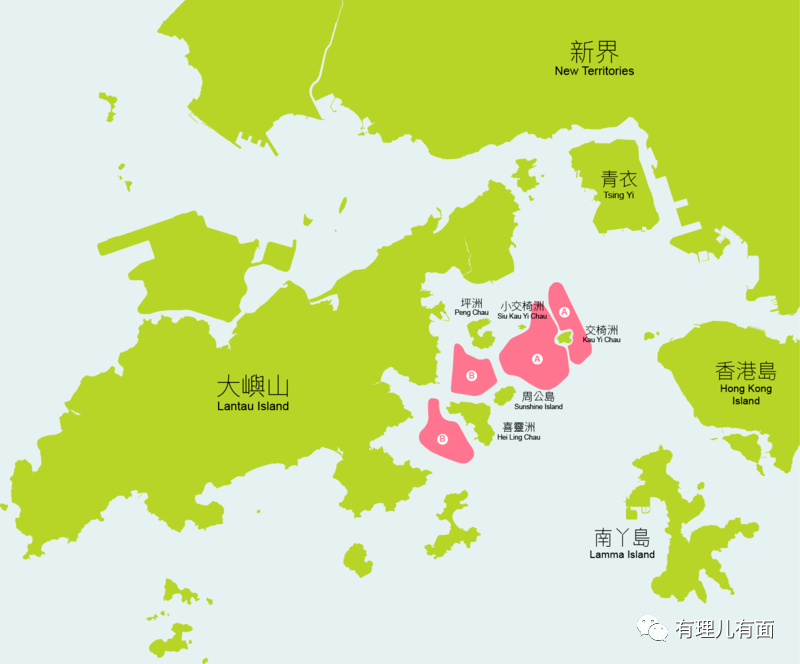 新界
New Territories
青衣
Tsing Yi
坪洲
Peng Chau
小交椅洲
Siu Kau Yi Chau
A
交椅洲
Kau Yi Chau
A
B
大嶼山
Lantau Island
香港島
Hong Kong
Island
周公島
Sunshine Island
喜靈洲
Hei Ling Chau
B
南丫島
Lamma Island
有理儿有面